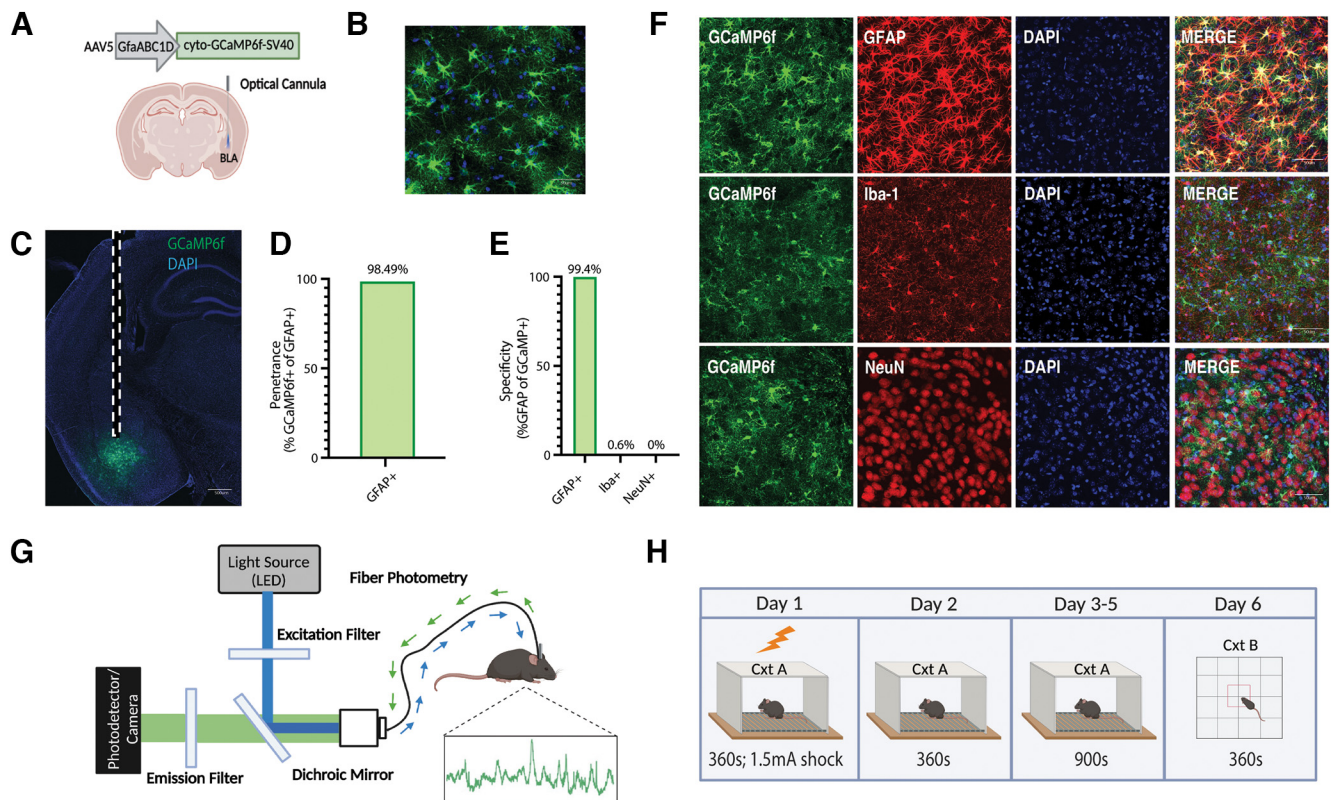 A
AAV5
GfaABC1D
cyto-GCaMP6f-SV40
Optical Cannula
BLA
B
C
GCaMP6f
DAPI
D
98.49%
100
50
0
Penetrance
(% GCaMP6f+ of GFAP+)
GFAP+
E
99.4%
0.6%
0%
100
50
0
Specificity
(%GFAP of GCaMP+)
GFAP+
Iba+
NeuN+
F
GCaMP6f
GFAP
DAPI
MERGE
GCaMP6f
Iba-1
DAPI
MERGE
GCaMP6f
NeuN
DAPI
MERGE
G
Light Source
(LED)
Fiber Photometry
Excitation Filter
Photodetector/
Camera
Emission Filter
Dichroic Mirror
H
Day 1
Day 2
Day 3-5
Day 6
Cxt A
Cxt A
Cxt A
Cxt B
360s; 1.5mA shock
360s
900s
360s